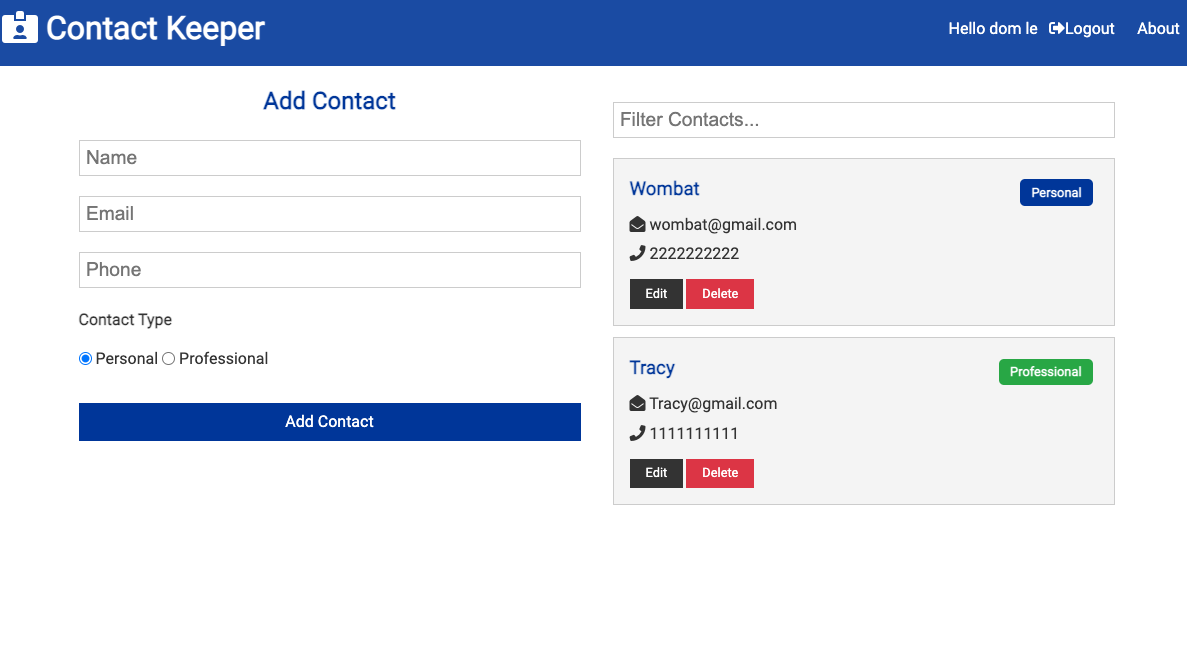 Contact Keeper
Hello dom le Logout About
Add Contact
Name
Email
Phone
Contact Type
Personal Professional
Add Contact
Filter Contacts...
Wombat Personal
wombat@gmail.com
2222222222
Edit Delete
Tracy Professional
Tracy@gmail.com
1111111111
Edit Delete